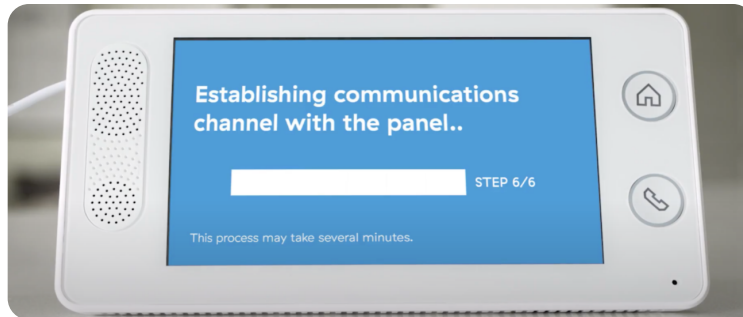 Establishing communications
channel with the panel..
STEP 6/6
This process may take several minutes.